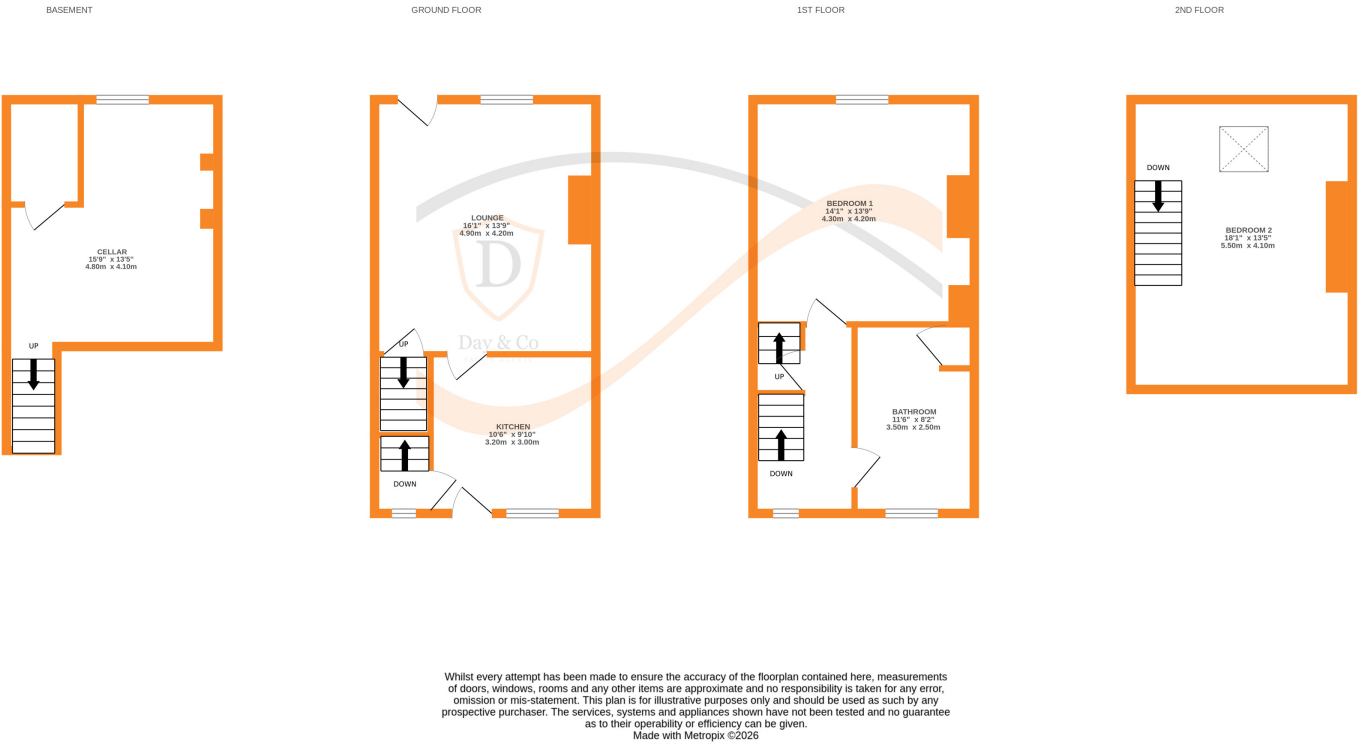 BASEMENT
GROUND FLOOR
1ST FLOOR
2ND FLOOR
CELLAR
15'9" x 13'5"
4.80m x 4.10m
UP
LOUNGE
16'1" x 13'9"
4.90m x 4.20m
D
Day & Co
UP
KITCHEN
10'6" x 9'10"
3.20m x 3.00m
DOWN
BEDROOM 1
14'1" x 13'9"
4.30m x 4.20m
UP
BATHROOM
11'6" x 8'2"
3.50m x 2.50m
DOWN
DOWN
BEDROOM 2
18'1" x 13'5"
5.50m x 4.10m
Whilst every attempt has been made to ensure the accuracy of the floorplan contained here, measurements
of doors, windows, rooms and any other items are approximate and no responsibility is taken for any error,
omission or mis-statement. This plan is for illustrative purposes only and should be used as such by any
prospective purchaser. The services, systems and appliances shown have not been tested and no guarantee
as to their operability or efficiency can be given.
Made with Metropix ©2026